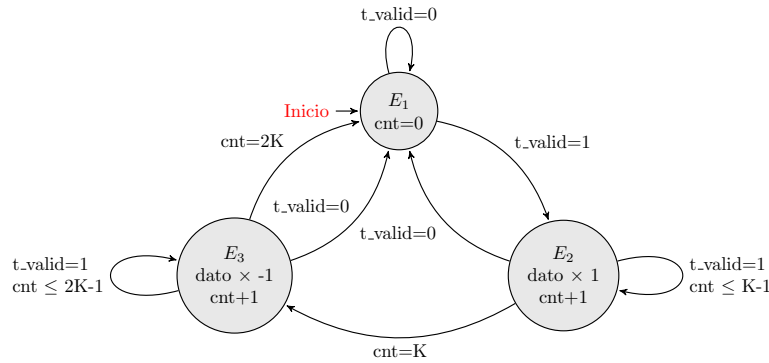 t_valid=0
E₁
cnt=0
Inicio
cnt=2K
t_valid=1
t_valid=0
t_valid=0
E₃
dato × -1
cnt+1
E₂
dato × 1
cnt+1
t_valid=1
cnt ≤ 2K-1
t_valid=1
cnt ≤ K-1
cnt=K